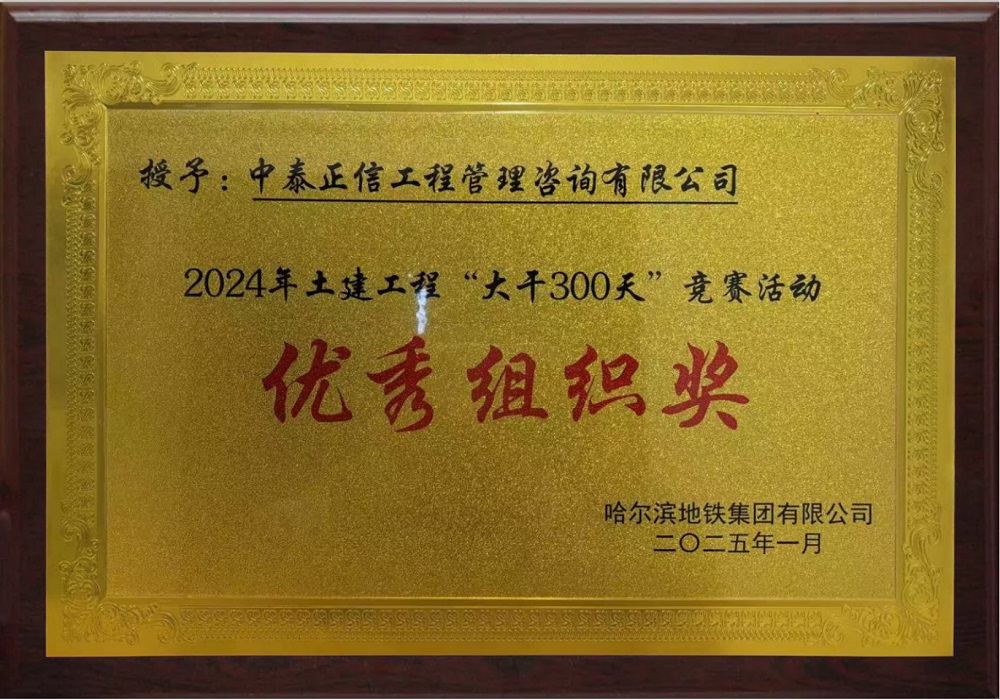 授予：中泰正信工程管理咨询有限公司
2024年土建工程“大干300天”竞赛活动
优秀组织奖
哈尔滨地铁集团有限公司
二〇二五年一月